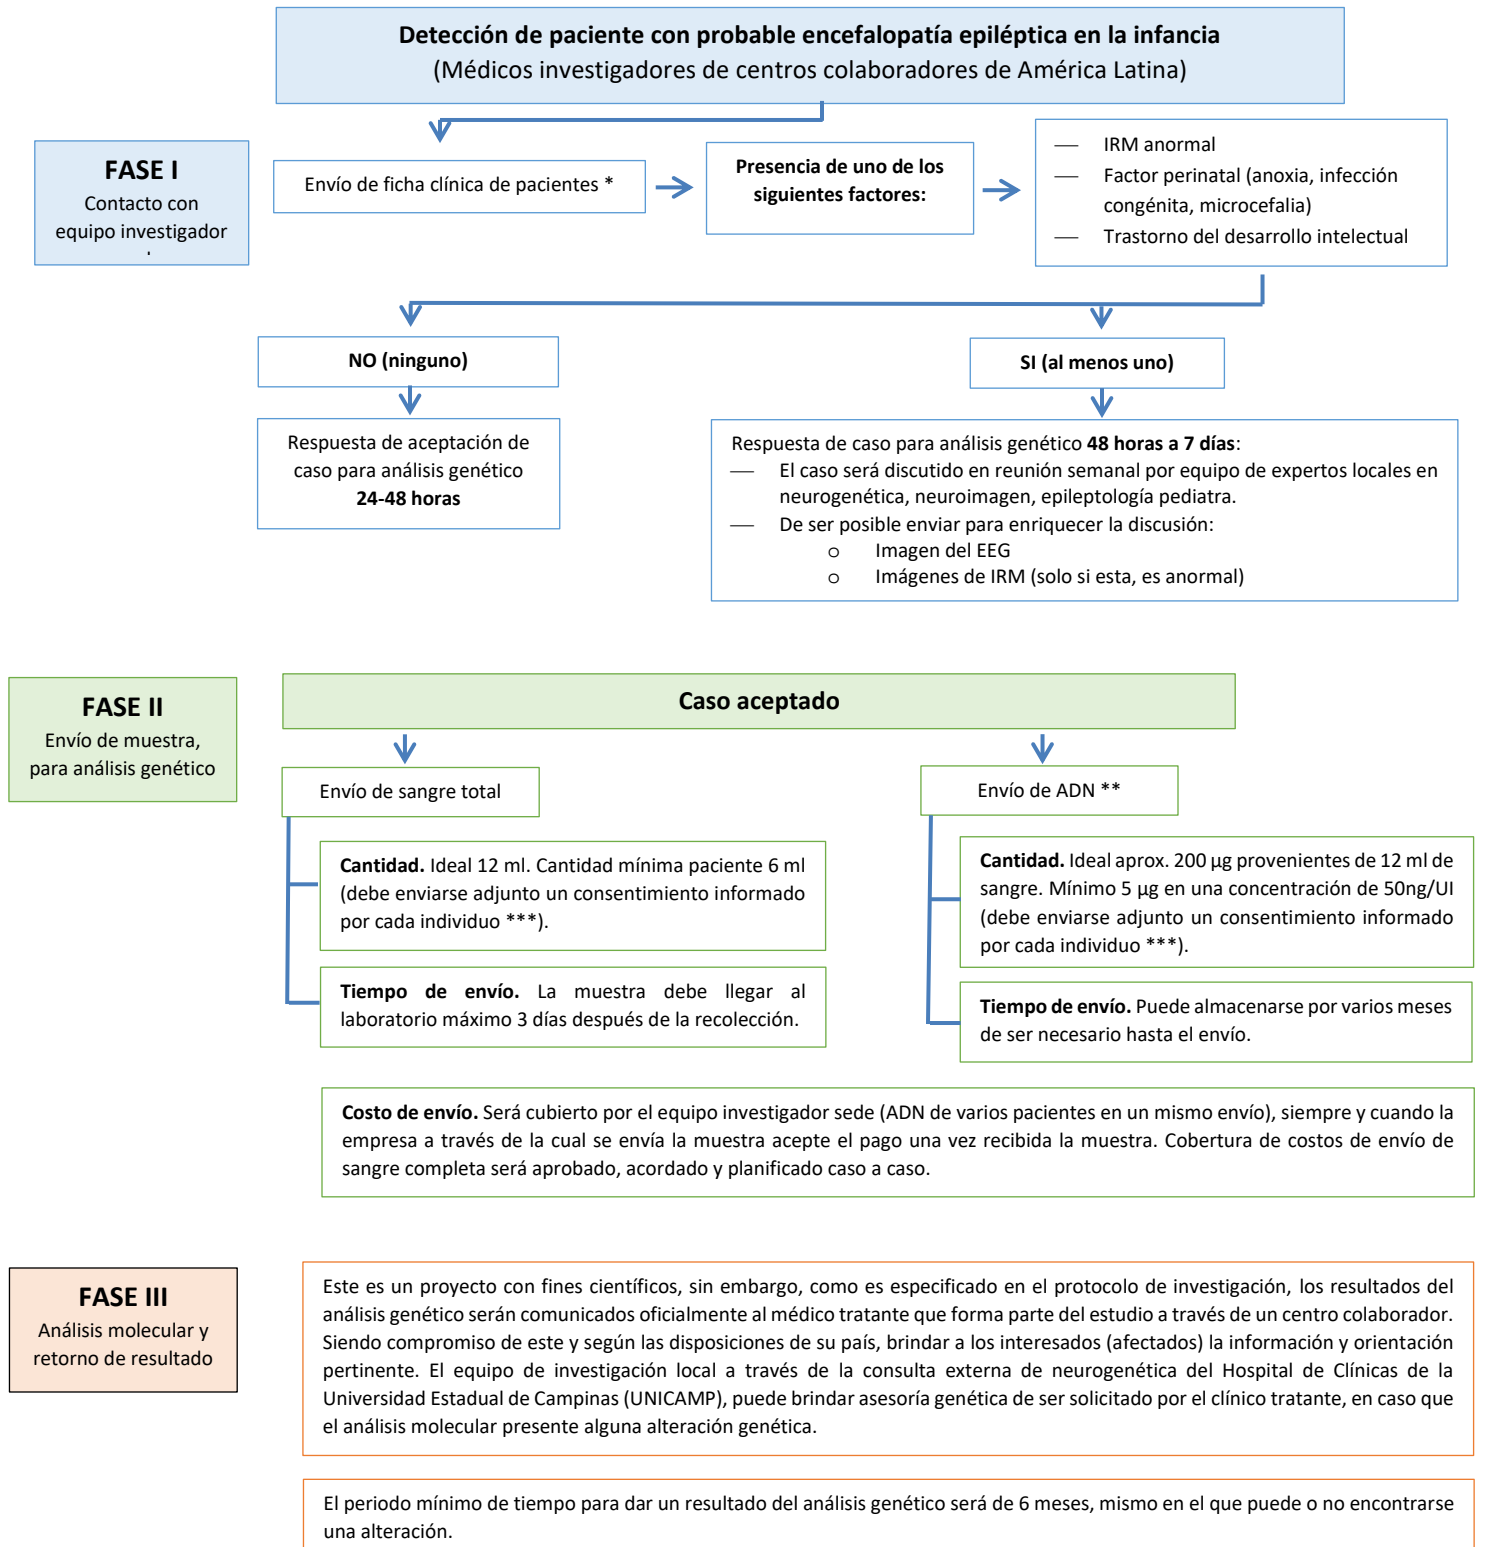 Detección de paciente con probable encefalopatía epiléptica en la infancia
(Médicos investigadores de centros colaboradores de América Latina)
FASE I
Contacto con
equipo investigador
Envío de ficha clínica de pacientes *
Presencia de uno de los
siguientes factores:
— IRM anormal
— Factor perinatal (anoxia, infección
congénita, microcefalia)
— Trastorno del desarrollo intelectual
NO (ninguno)
SI (al menos uno)
Respuesta de aceptación de
caso para análisis genético
24-48 horas
Respuesta de caso para análisis genético 48 horas a 7 días:
— El caso será discutido en reunión semanal por equipo de expertos locales en
neurogenética, neuroimagen, epileptología pediatra.
— De ser posible enviar para enriquecer la discusión:
o Imagen del EEG
o Imágenes de IRM (solo si esta, es anormal)
FASE II
Envío de muestra,
para análisis genético
Caso aceptado
Envío de sangre total
Cantidad. Ideal 12 ml. Cantidad mínima paciente 6 ml
(debe enviarse adjunto un consentimiento informado
por cada individuo ***).
Tiempo de envío. La muestra debe llegar al
laboratorio máximo 3 días después de la recolección.
Envío de ADN **
Cantidad. Ideal aprox. 200 µg provenientes de 12 ml de
sangre. Mínimo 5 µg en una concentración de 50ng/UI
(debe enviarse adjunto un consentimiento informado
por cada individuo ***).
Tiempo de envío. Puede almacenarse por varios meses
de ser necesario hasta el envío.
Costo de envío. Será cubierto por el equipo investigador sede (ADN de varios pacientes en un mismo envío), siempre y cuando la
empresa a través de la cual se envía la muestra acepte el pago una vez recibida la muestra. Cobertura de costos de envío de
sangre completa será aprobado, acordado y planificado caso a caso.
FASE III
Análisis molecular y
retorno de resultado
Este es un proyecto con fines científicos, sin embargo, como es especificado en el protocolo de investigación, los resultados del
análisis genético serán comunicados oficialmente al médico tratante que forma parte del estudio a través de un centro colaborador.
Siendo compromiso de este y según las disposiciones de su país, brindar a los interesados (afectados) la información y orientación
pertinente. El equipo de investigación local a través de la consulta externa de neurogenética del Hospital de Clínicas de la
Universidad Estadual de Campinas (UNICAMP), puede brindar asesoría genética de ser solicitado por el clínico tratante, en caso que
el análisis molecular presente alguna alteración genética.
El periodo mínimo de tiempo para dar un resultado del análisis genético será de 6 meses, mismo en el que puede o no encontrarse
una alteración.